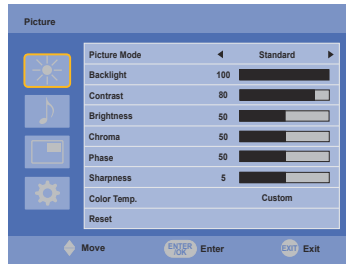 Picture
Picture Mode Standard
Backlight 100
Contrast 80
Brightness 50
Chroma 50
Phase 50
Sharpness 5
Color Temp. Custom
Reset
Move ENTER /OK Enter EXIT Exit